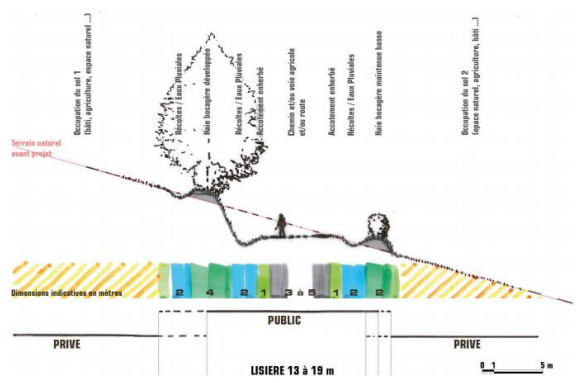 Occupation du sol 1
(bâti, agriculture, espace naturel ...)
Récoltes / Eaux Pluviales
Haie bocagère développée
Récoltes / Eaux Pluviales
Accotement enherbé
Chemin et/ou voie agricole
et/ou route
Accotement enherbé
Récoltes / Eaux Pluviales
Haie bocagère maintenue basse
Occupation du sol 2
(epace naturel, agriculture, bâti ...)
Terrain naturel
avant projet
Dimensions indicatives en mètres
2 4 2 1 3 à 5 1 2 2
PUBLIC
PRIVE
PRIVE
LISIERE 13 à 19 m
0 1 5 m